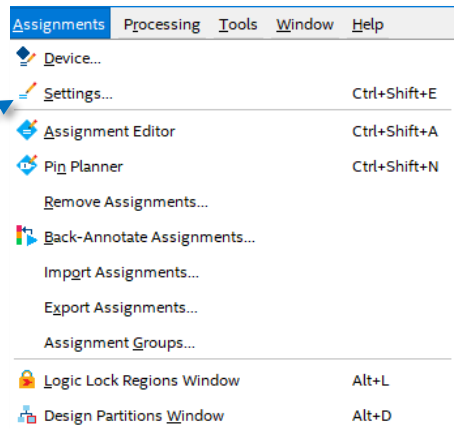 Assignments Processing Tools Window Help
Device...
Settings... Ctrl+Shift+E
Assignment Editor Ctrl+Shift+A
Pin Planner Ctrl+Shift+N
Remove Assignments...
Back-Annotate Assignments...
Import Assignments...
Export Assignments...
Assignment Groups...
Logic Lock Regions Window Alt+L
Design Partitions Window Alt+D